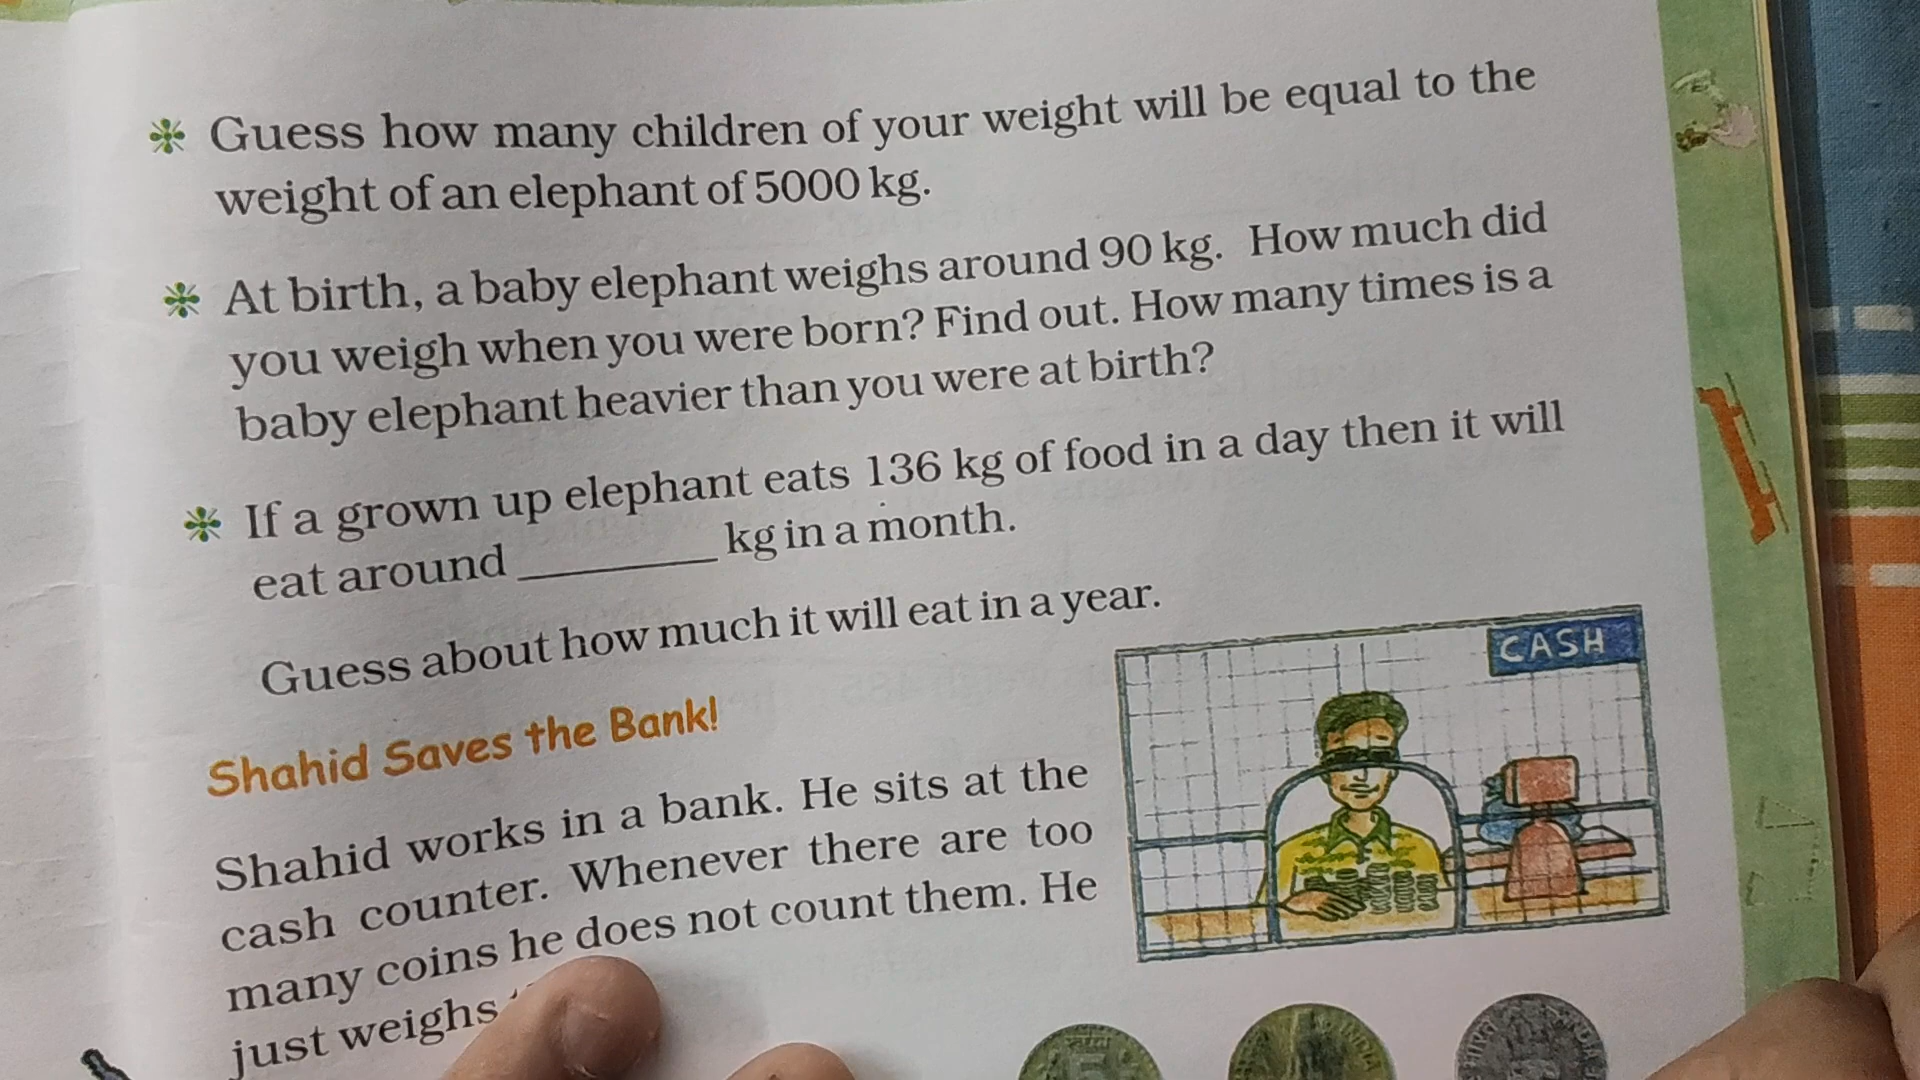 Guess how many children of your weight will be equal to the
weight of an elephant of 5000 kg.
At birth, a baby elephant weighs around 90 kg. How much did
you weigh when you were born? Find out. How many times is a
baby elephant heavier than you were at birth?
If a grown up elephant eats 136 kg of food in a day then it will
eat around ________ kg in a month.
Guess about how much it will eat in a year.
CASH
Shahid Saves the Bank!
Shahid works in a bank. He sits at the
cash counter. Whenever there are too
many coins he does not count them. He
just weighs
5
INDIA